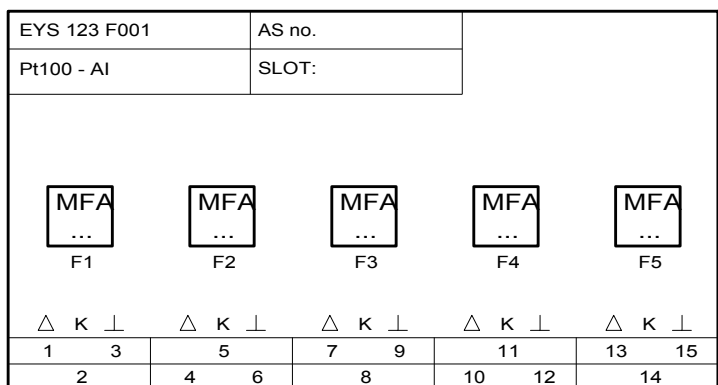 EYS 123 F001 AS no.
Pt100 - AI SLOT:
MFA MFA MFA MFA MFA
... ... ... ... ...
F1 F2 F3 F4 F5
△ K ⊥ △ K ⊥ △ K ⊥ △ K ⊥ △ K ⊥
1 3 5 7 9 11 13 15
2 4 6 8 10 12 14